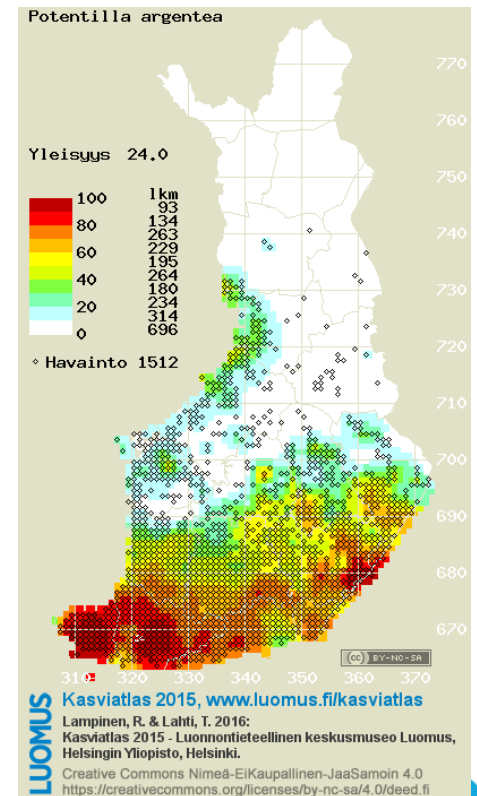 Potentilla argentea
770
760
Yleisyys 24.0
750
100
80
60
40
20
0
lkm
93
134
263
229
195
264
180
234
314
696
740
730
720
Havainto 1512
710
700
690
680
670
(cc) BY-NC-SA
310 320 330 340 350 360 370
LUOMUS
Kasviatlas 2015, www.luomus.fi/kasviatlas
Lampinen, R. & Lahti, T. 2016:
Kasviatlas 2015 - Luonnontieteellinen keskusmuseo Luomus,
Helsingin Yliopisto, Helsinki.
Creative Commons Nimeä-EiKaupallinen-JaaSamoin 4.0
https://creativecommons.org/licenses/by-nc-sa/4.0/deed.fi